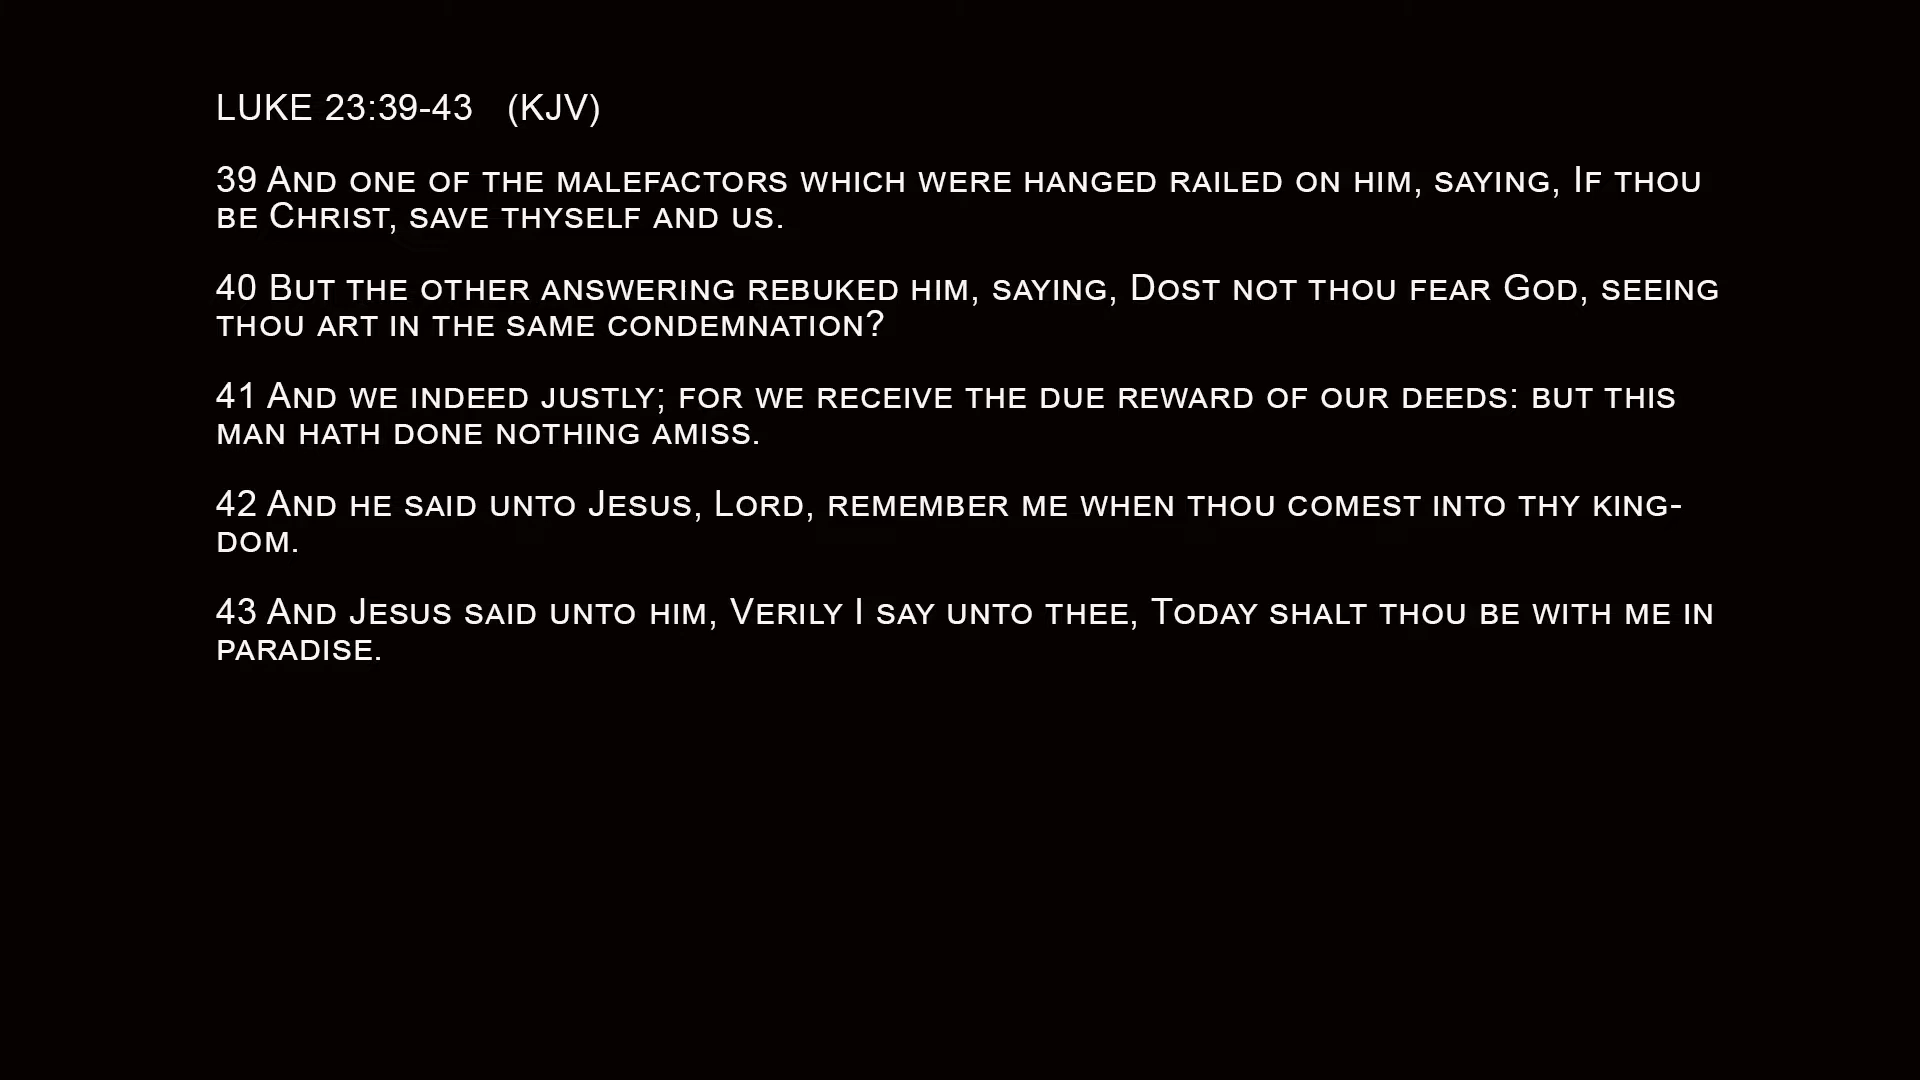 LUKE 23:39-43 (KJV)
39 And one of the malefactors which were hanged railed on him, saying, If thou
be Christ, save thyself and us.
40 But the other answering rebuked him, saying, Dost not thou fear God, seeing
thou art in the same condemnation?
41 And we indeed justly; for we receive the due reward of our deeds: but this
man hath done nothing amiss.
42 And he said unto Jesus, Lord, remember me when thou comest into thy king-
dom.
43 And Jesus said unto him, Verily I say unto thee, Today shalt thou be with me in
paradise.